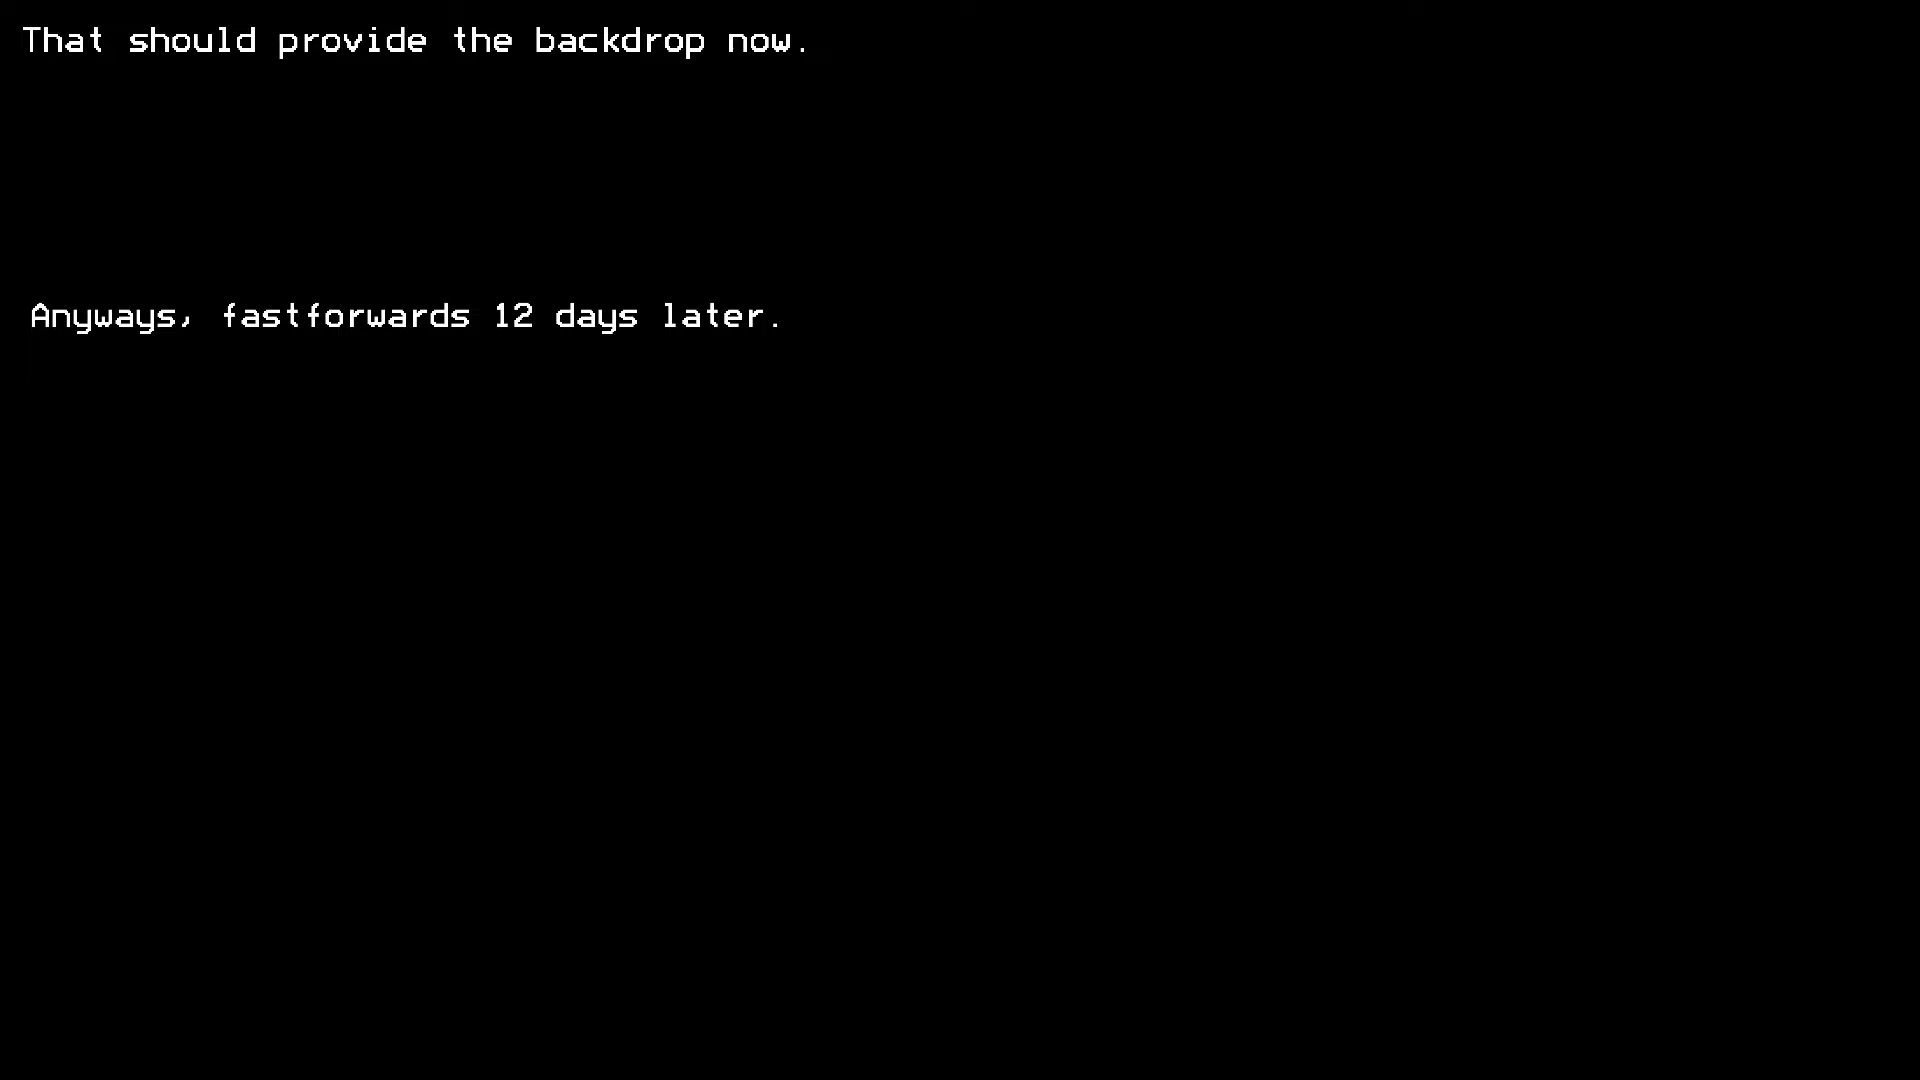 That should provide the backdrop now.
Anyways, fastforwards 12 days later.